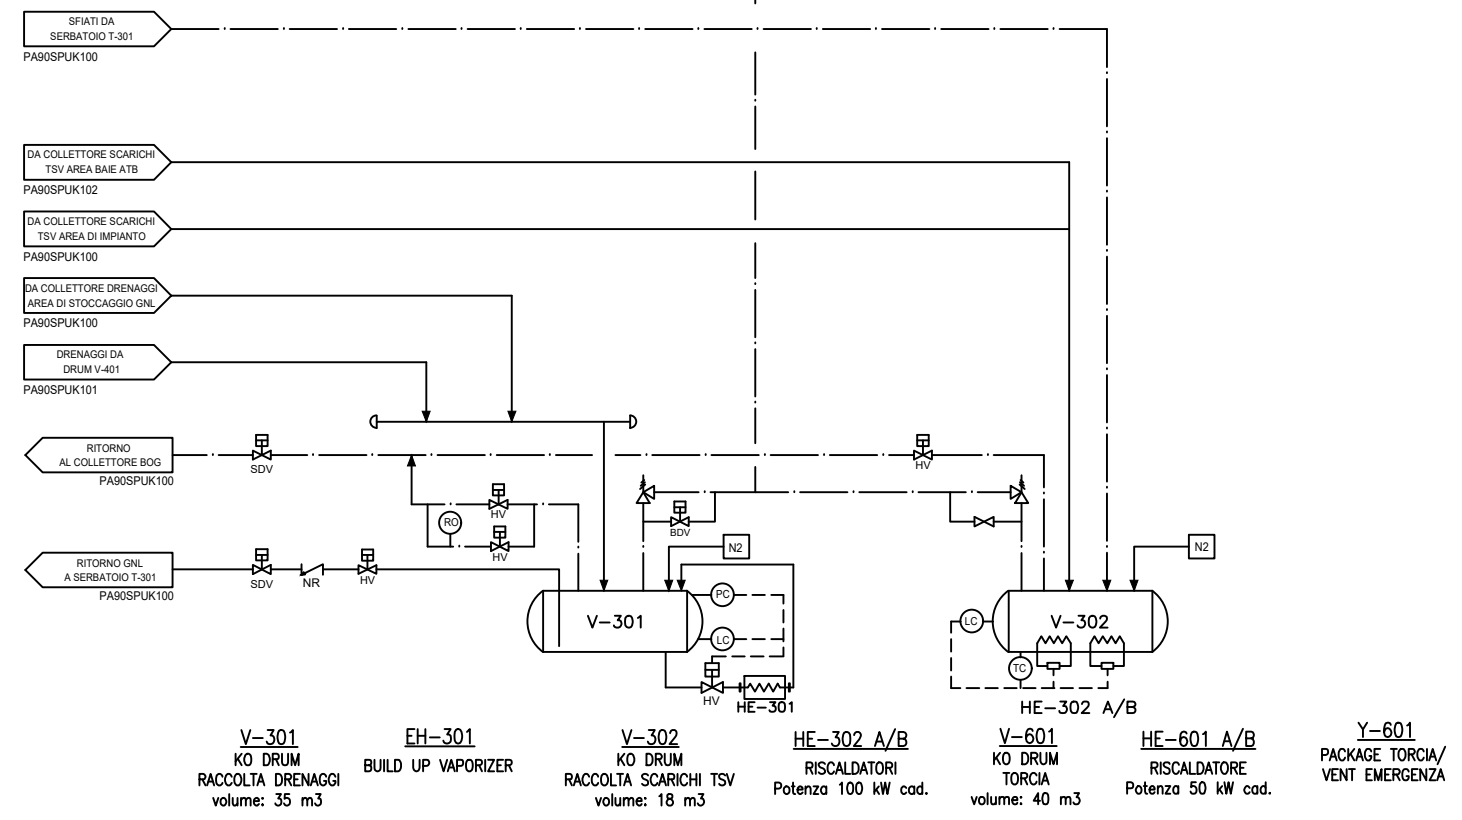 SFIATI DA
SERBATOIO T-301
PA90SPUK100
DA COLLETTORE SCARICHI
TSV AREA BAIE ATB
PA90SPUK102
DA COLLETTORE SCARICHI
TSV AREA DI IMPIANTO
PA90SPUK100
DA COLLETTORE DRENAGGI
AREA DI STOCCAGGIO GNL
PA90SPUK100
DRENAGGI DA
DRUM V-401
PA90SPUK101
RITORNO
AL COLLETTORE BOG
PA90SPUK100
SDV
HV
HV
RO
HV
BDV
N2
N2
RITORNO GNL
A SERBATOIO T-301
PA90SPUK100
SDV
NR
HV
PC
V-301
LC
LC
V-302
TC
HV
HE-301
HE-302 A/B
V-301
KO DRUM
RACCOLTA DRENAGGI
volume: 35 m3
EH-301
BUILD UP VAPORIZER
V-302
KO DRUM
RACCOLTA SCARICHI TSV
volume: 18 m3
HE-302 A/B
RISCALDATORI
Potenza 100 kW cad.
V-601
KO DRUM
TORCIA
volume: 40 m3
HE-601 A/B
RISCALDATORE
Potenza 50 kW cad.
Y-601
PACKAGE TORCIA/
VENT EMERGENZA